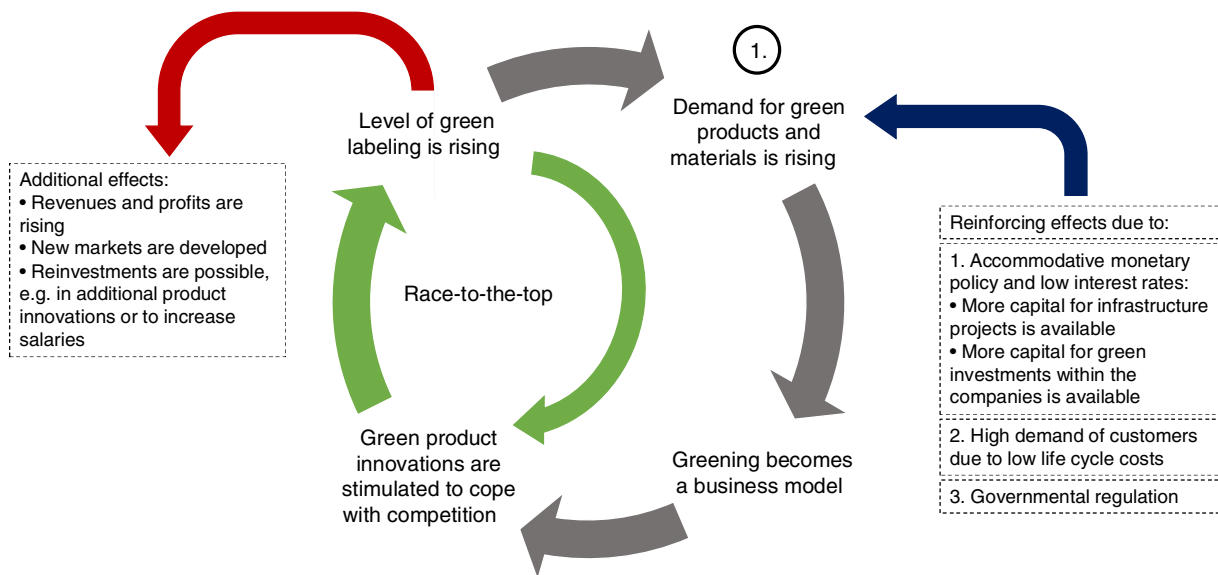 1.
Level of green
labeling is rising
Demand for green
products and
materials is rising
Additional effects:
• Revenues and profits are
rising
• New markets are developed
• Reinvestments are possible,
e.g. in additional product
innovations or to increase
salaries
Race-to-the-top
Reinforcing effects due to:
1. Accommodative monetary
policy and low interest rates:
• More capital for infrastructure
projects is available
• More capital for green
investments within the
companies is available
2. High demand of customers
due to low life cycle costs
3. Governmental regulation
Green product
innovations are
stimulated to cope
with competition
Greening becomes
a business model